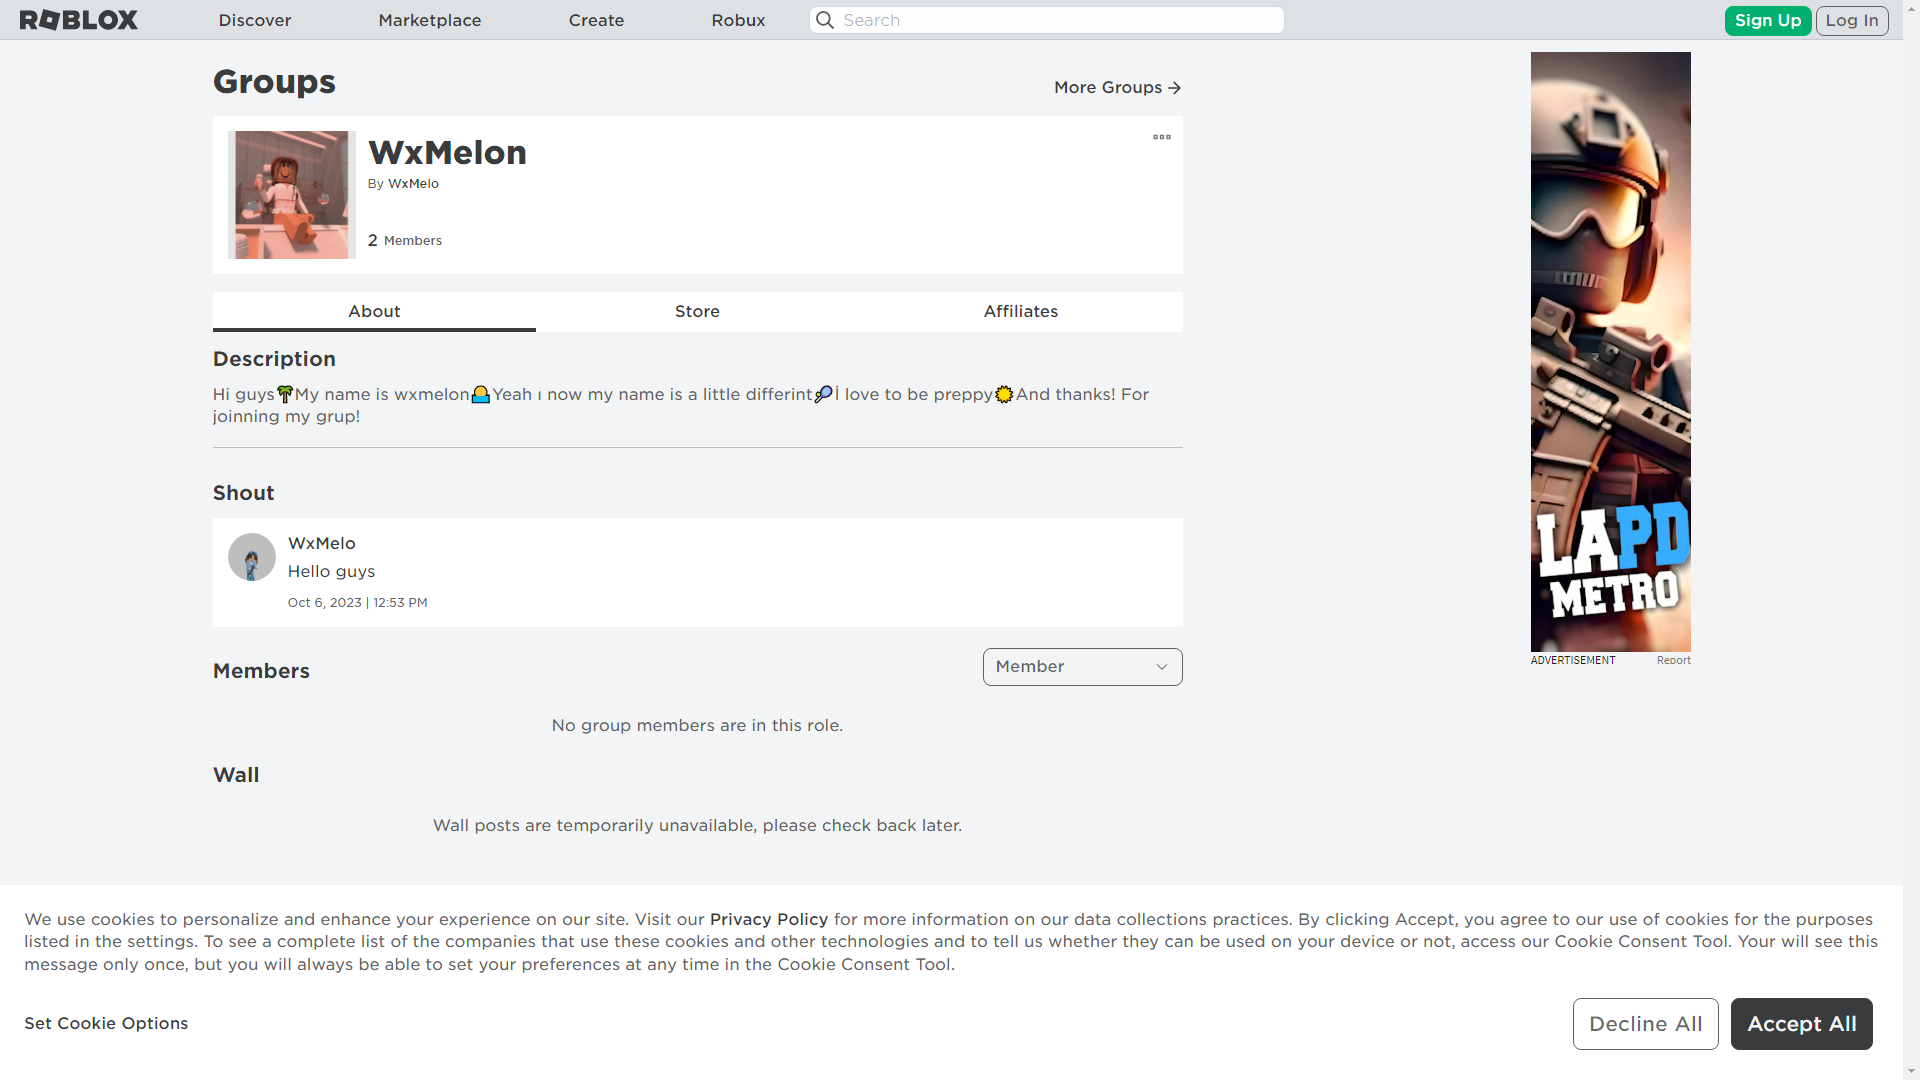 ROBLOX
Discover
Marketplace
Create
Robux
Search
Sign Up
Log In
Groups
More Groups
WxMelon
By WxMelo
2 Members
About
Store
Affiliates
Description
Hi guys🌴My name is wxmelon🤷Yeah ı now my name is a little differint🎾İ love to be preppy🌞And thanks! For
joinning my grup!
Shout
WxMelo
Hello guys
Oct 6, 2023 | 12:53 PM
Members
Member
No group members are in this role.
Wall
Wall posts are temporarily unavailable, please check back later.
LAPD
METRO
ADVERTISEMENT
Report
We use cookies to personalize and enhance your experience on our site. Visit our Privacy Policy for more information on our data collections practices. By clicking Accept, you agree to our use of cookies for the purposes
listed in the settings. To see a complete list of the companies that use these cookies and other technologies and to tell us whether they can be used on your device or not, access our Cookie Consent Tool. Your will see this
message only once, but you will always be able to set your preferences at any time in the Cookie Consent Tool.
Set Cookie Options
Decline All
Accept All